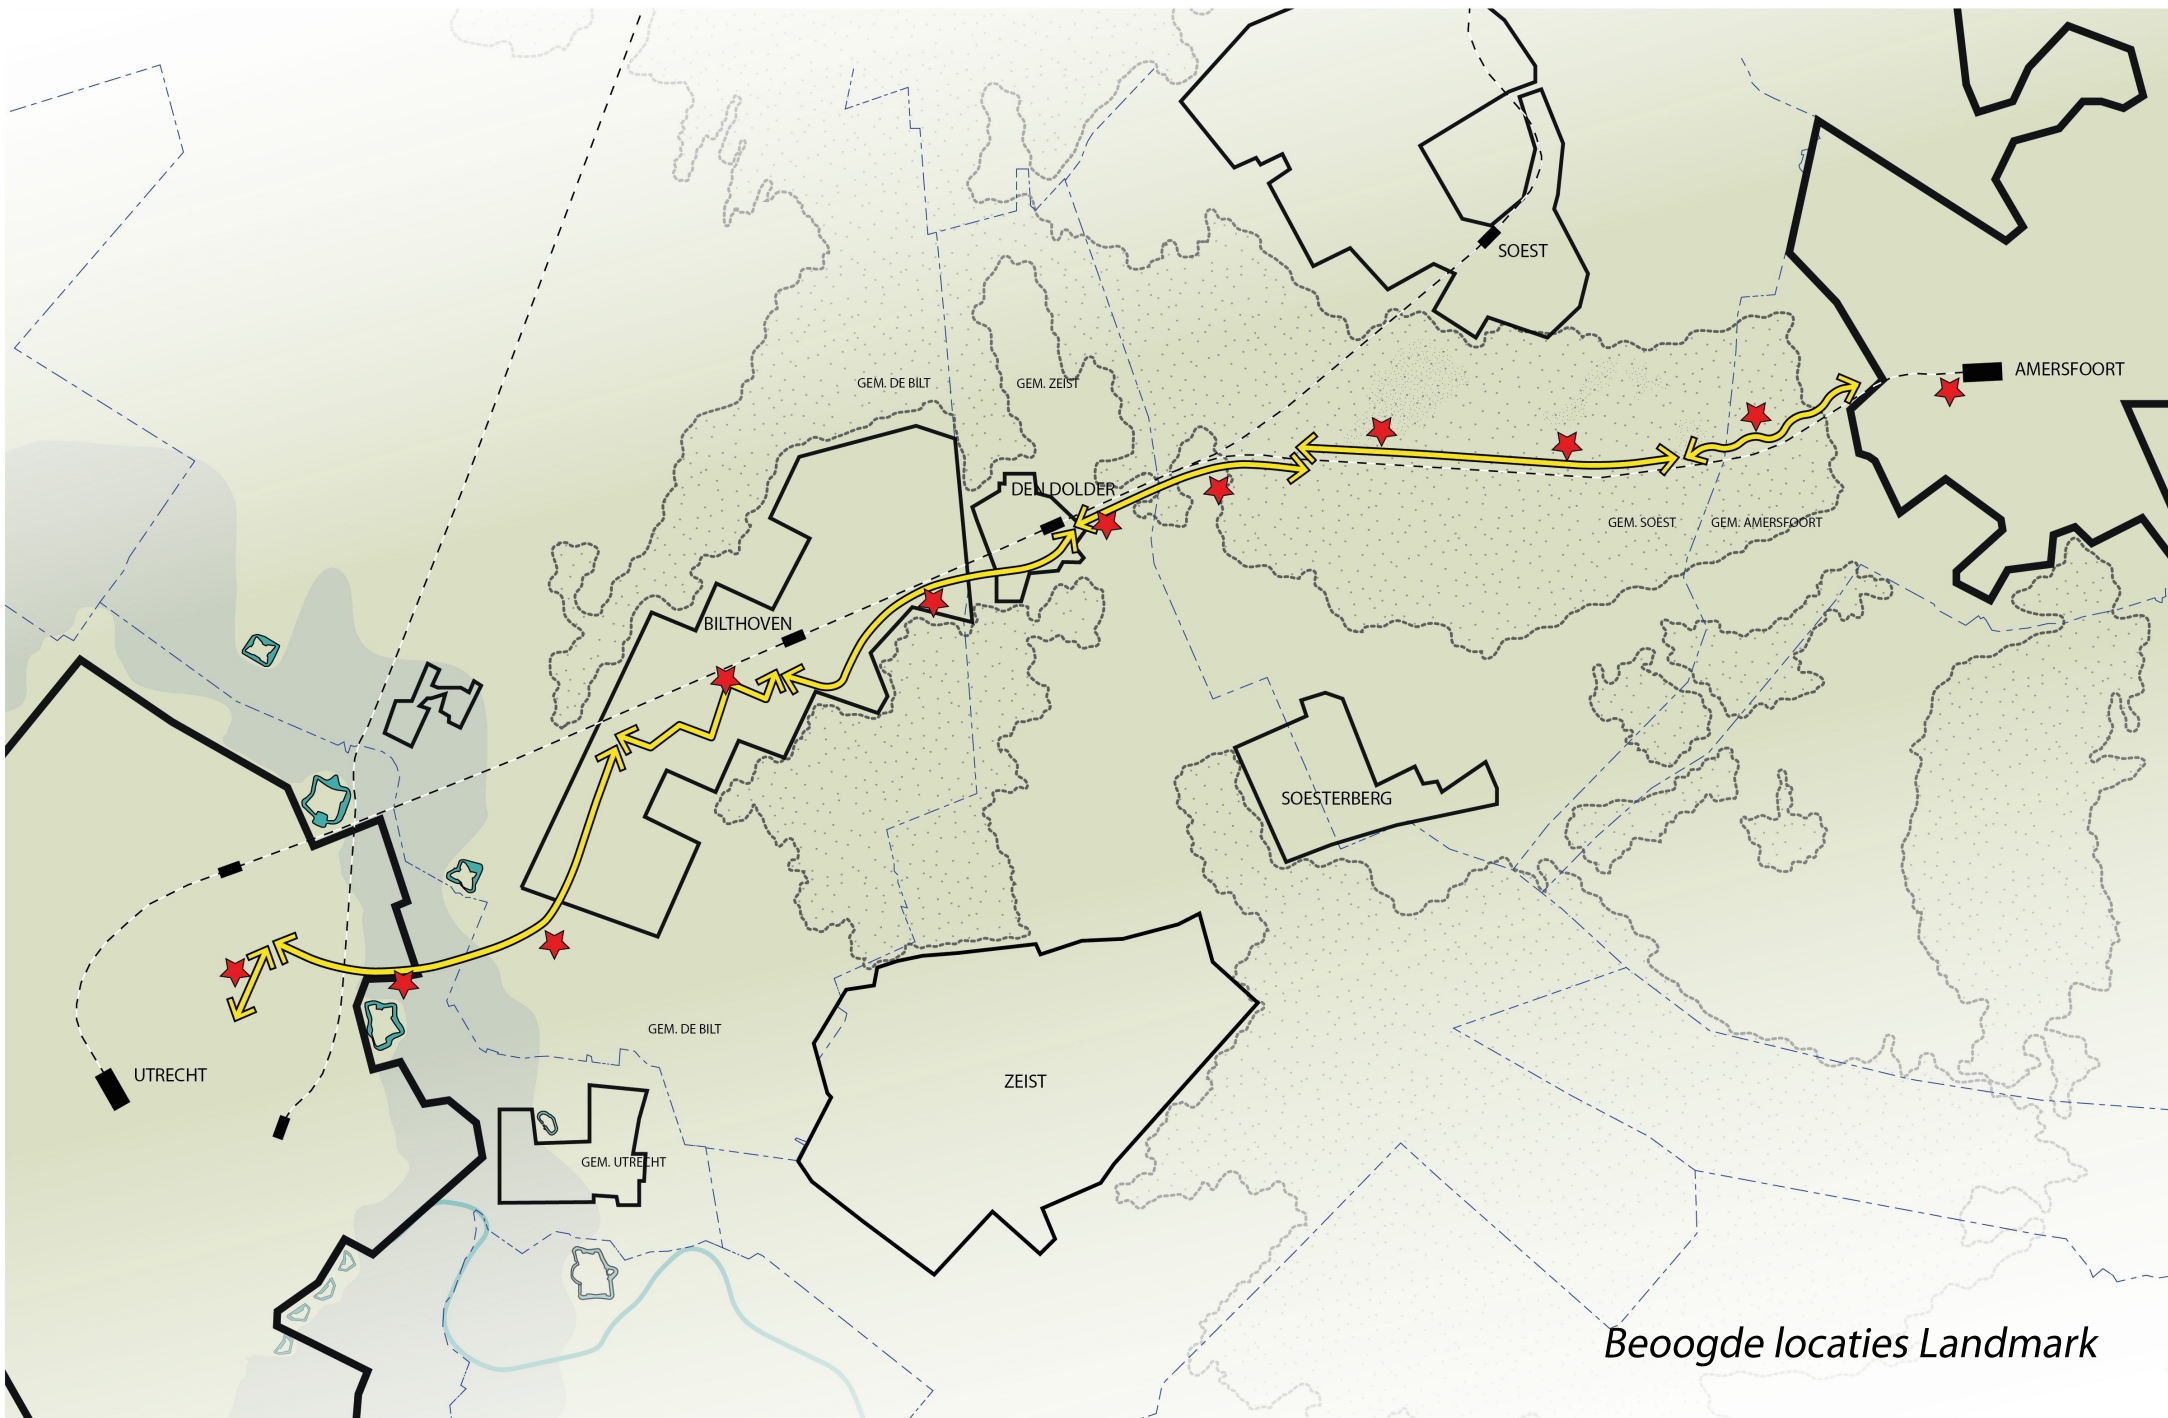 SOEST
AMERSFOORT
GEM. DE BILT
GEM. ZEIST
DEN DOLDER
GEM. SOEST
GEM. AMERSFOORT
BILTHOVEN
SOESTERBERG
GEM. DE BILT
UTRECHT
ZEIST
GEM. UTRECHT
Beoogde locaties Landmark